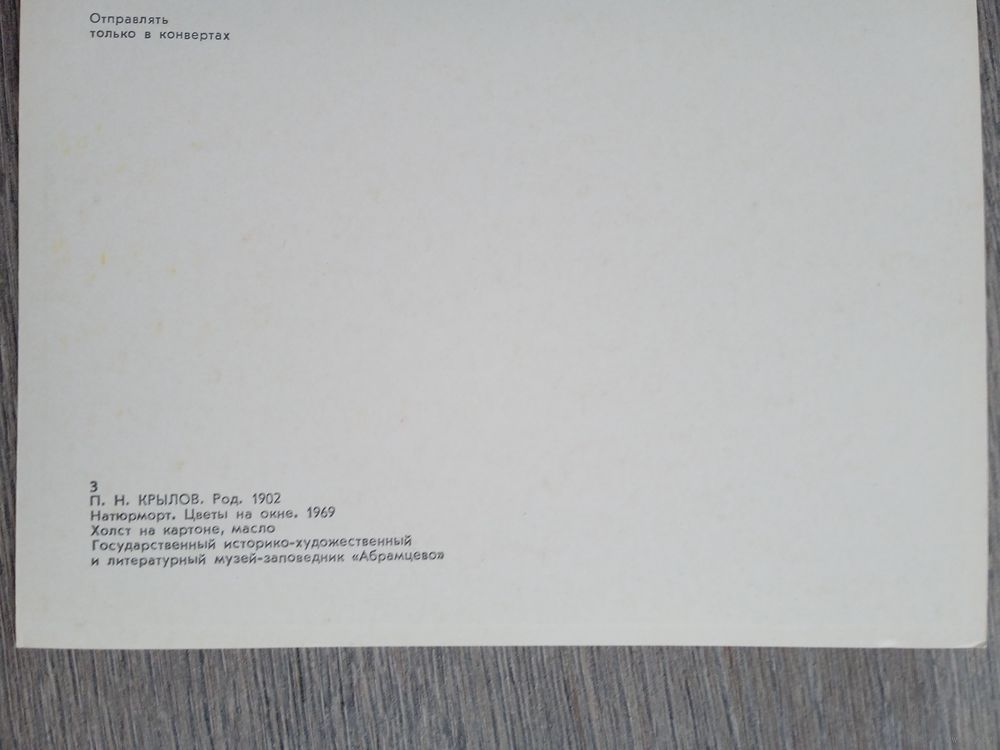 Отправлять
только в конвертах
3
П. Н. КРЫЛОВ. Род. 1902
Натюрморт. Цветы на окне. 1969
Холст на картоне, масло
Государственный историко-художественный
и литературный музей-заповедник «Абрамцево»